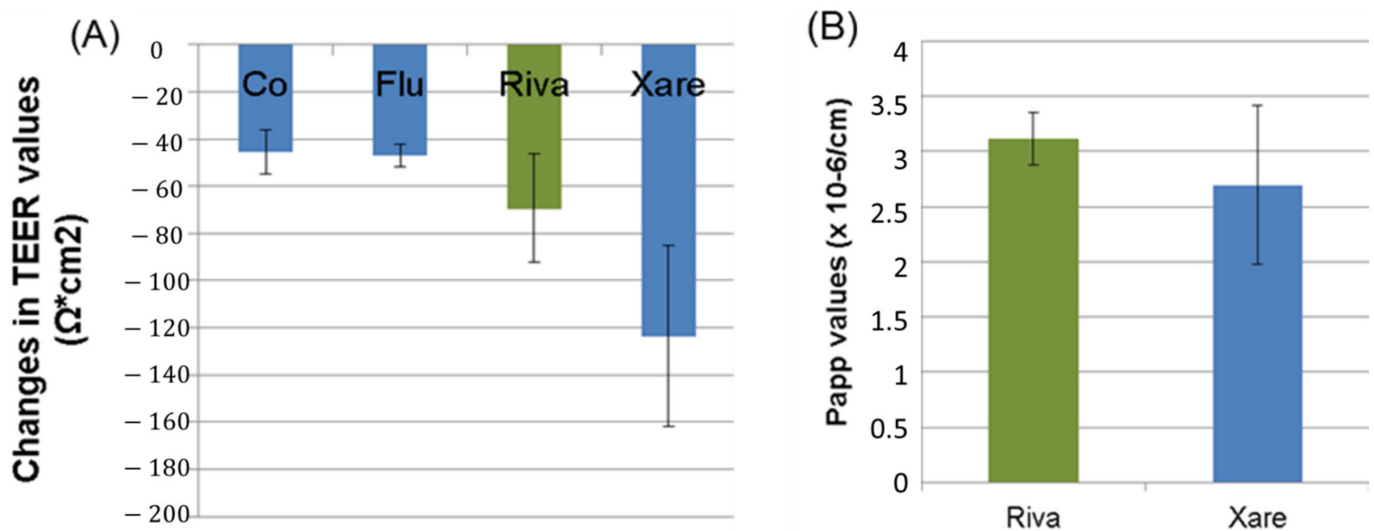 (A)
Changes in TEER values
(Ω*cm2)
0
− 20
− 40
− 60
− 80
− 100
− 120
− 140
− 160
− 180
− 200
Co Flu Riva Xare
(B)
Papp values (x 10-6/cm)
4
3.5
3
2.5
2
1.5
1
0.5
0
Riva Xare